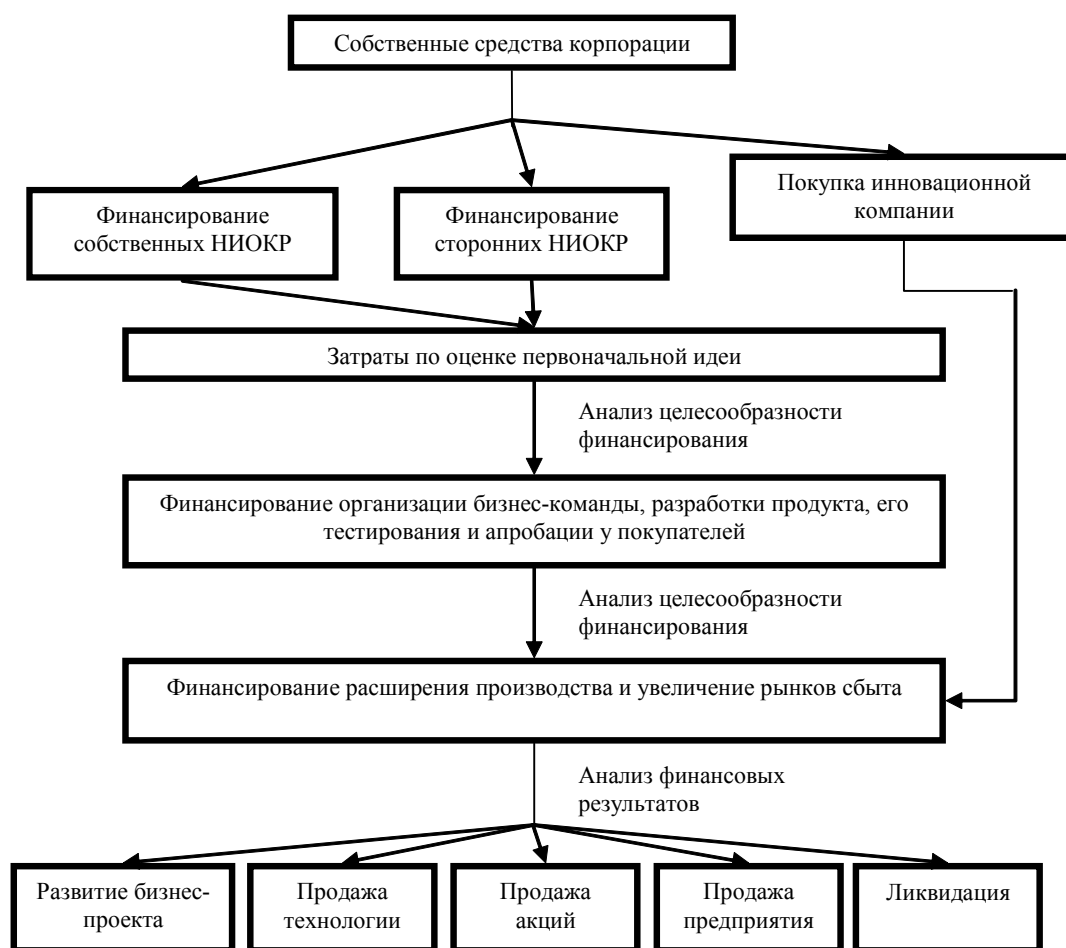 Собственные средства корпорации
Финансирование
собственных НИОКР
Финансирование
сторонних НИОКР
Покупка инновационной
компании
Затраты по оценке первоначальной идеи
Анализ целесообразности
финансирования
Финансирование организации бизнес-команды, разработки продукта, его
тестирования и апробации у покупателей
Анализ целесообразности
финансирования
Финансирование расширения производства и увеличение рынков сбыта
Анализ финансовых
результатов
Развитие бизнес-
проекта
Продажа
технологии
Продажа
акций
Продажа
предприятия
Ликвидация